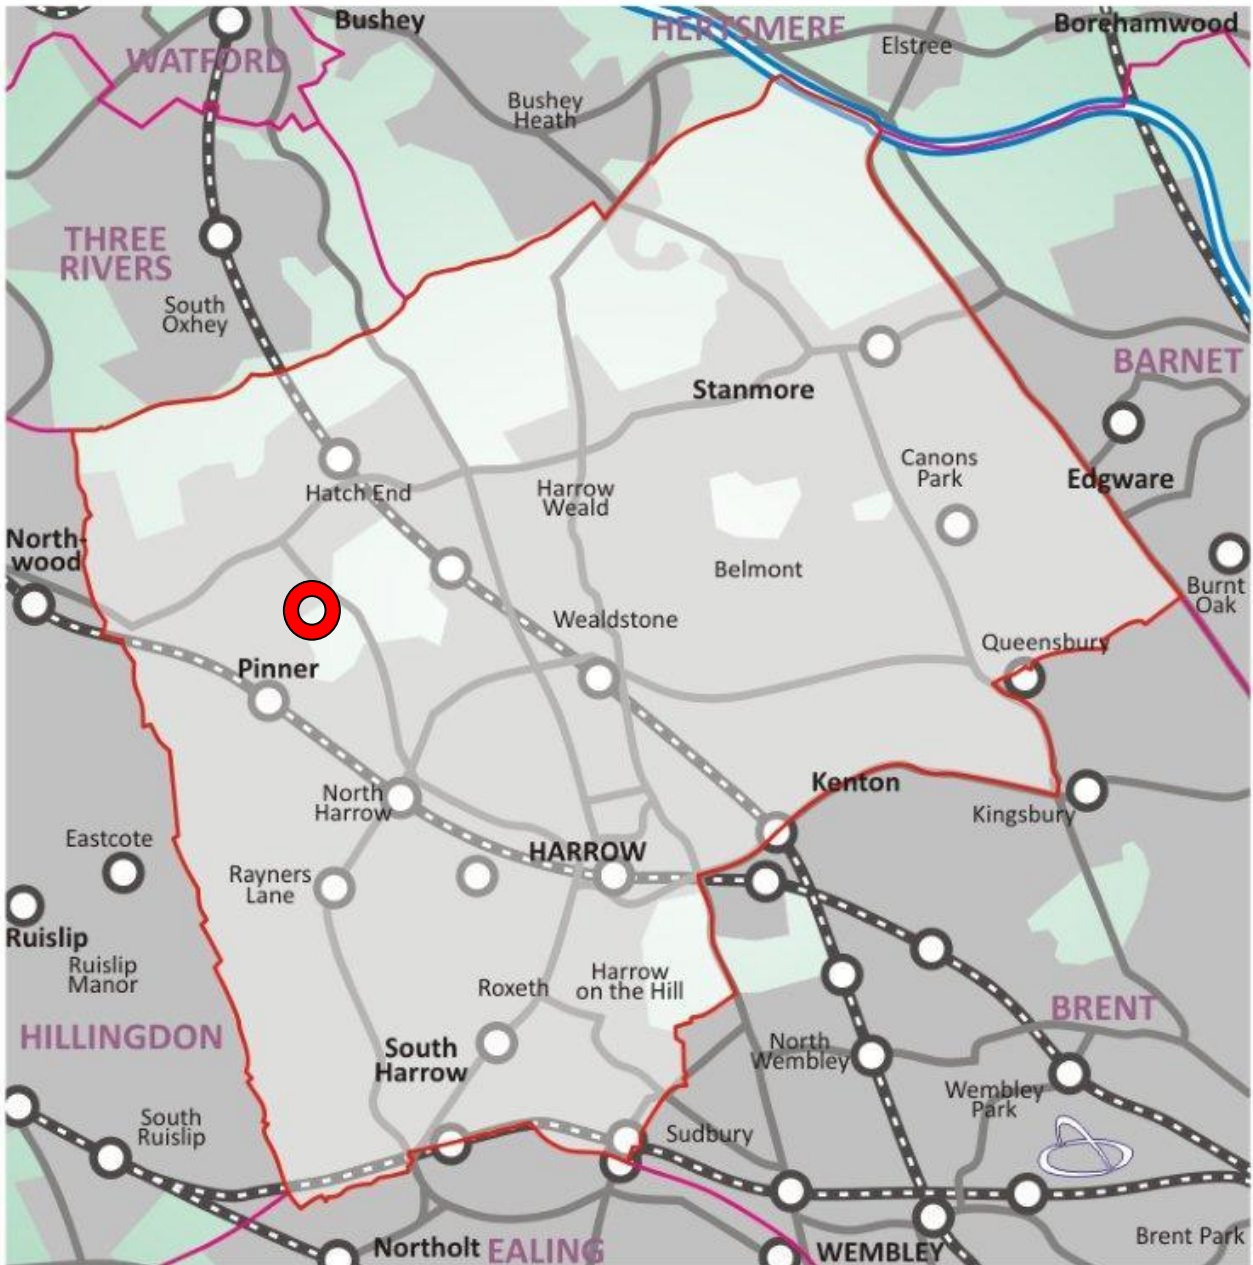 Bushey
HERTSMERE
Borehamwood
WATFORD
Elstree
Bushey
Heath
THREE
RIVERS
South
Oxhey
BARNET
Stanmore
Canons
Park
Edgware
Hatch End
Harrow
Weald
North-
wood
Belmont
Burnt
Oak
Wealdstone
Queensbury
Pinner
Kenton
North
Harrow
Kingsbury
Eastcote
HARROW
Rayners
Lane
Ruislip
Ruislip
Manor
Harrow
on the Hill
Roxeth
BRENT
HILLINGDON
South
Harrow
North
Wembley
Wembley
Park
South
Ruislip
Sudbury
Brent Park
Northolt
EALING
WEMBLEY